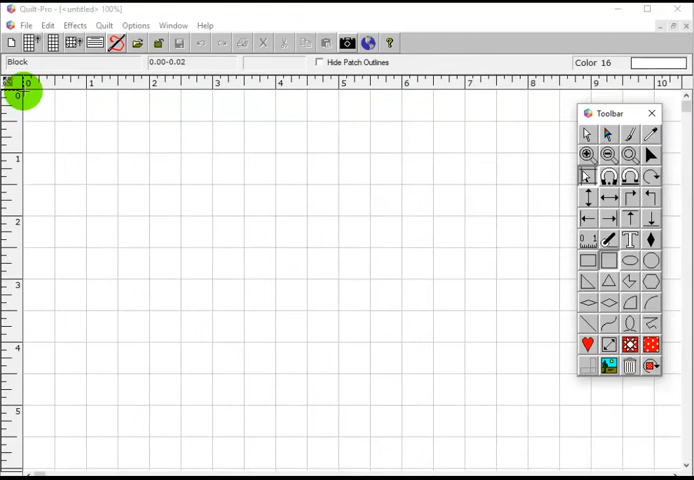 Quilt-Pro - [<untitled> 100%]
File Edit Effects Quilt Options Window Help
Block 0.00-0.02 Hide Patch Outlines Color 16
0 1 2 3 4 5 6 7 8 9 10
0
1
2
3
4
5
Toolbar
0 1
T